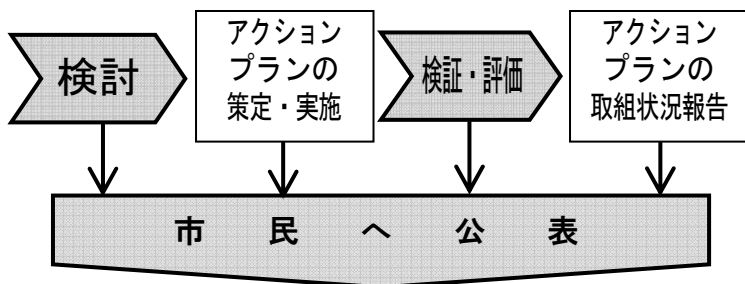 検討
アクション
プランの
策定・実施
検証・評価
アクション
プランの
取組状況報告
市民へ公表